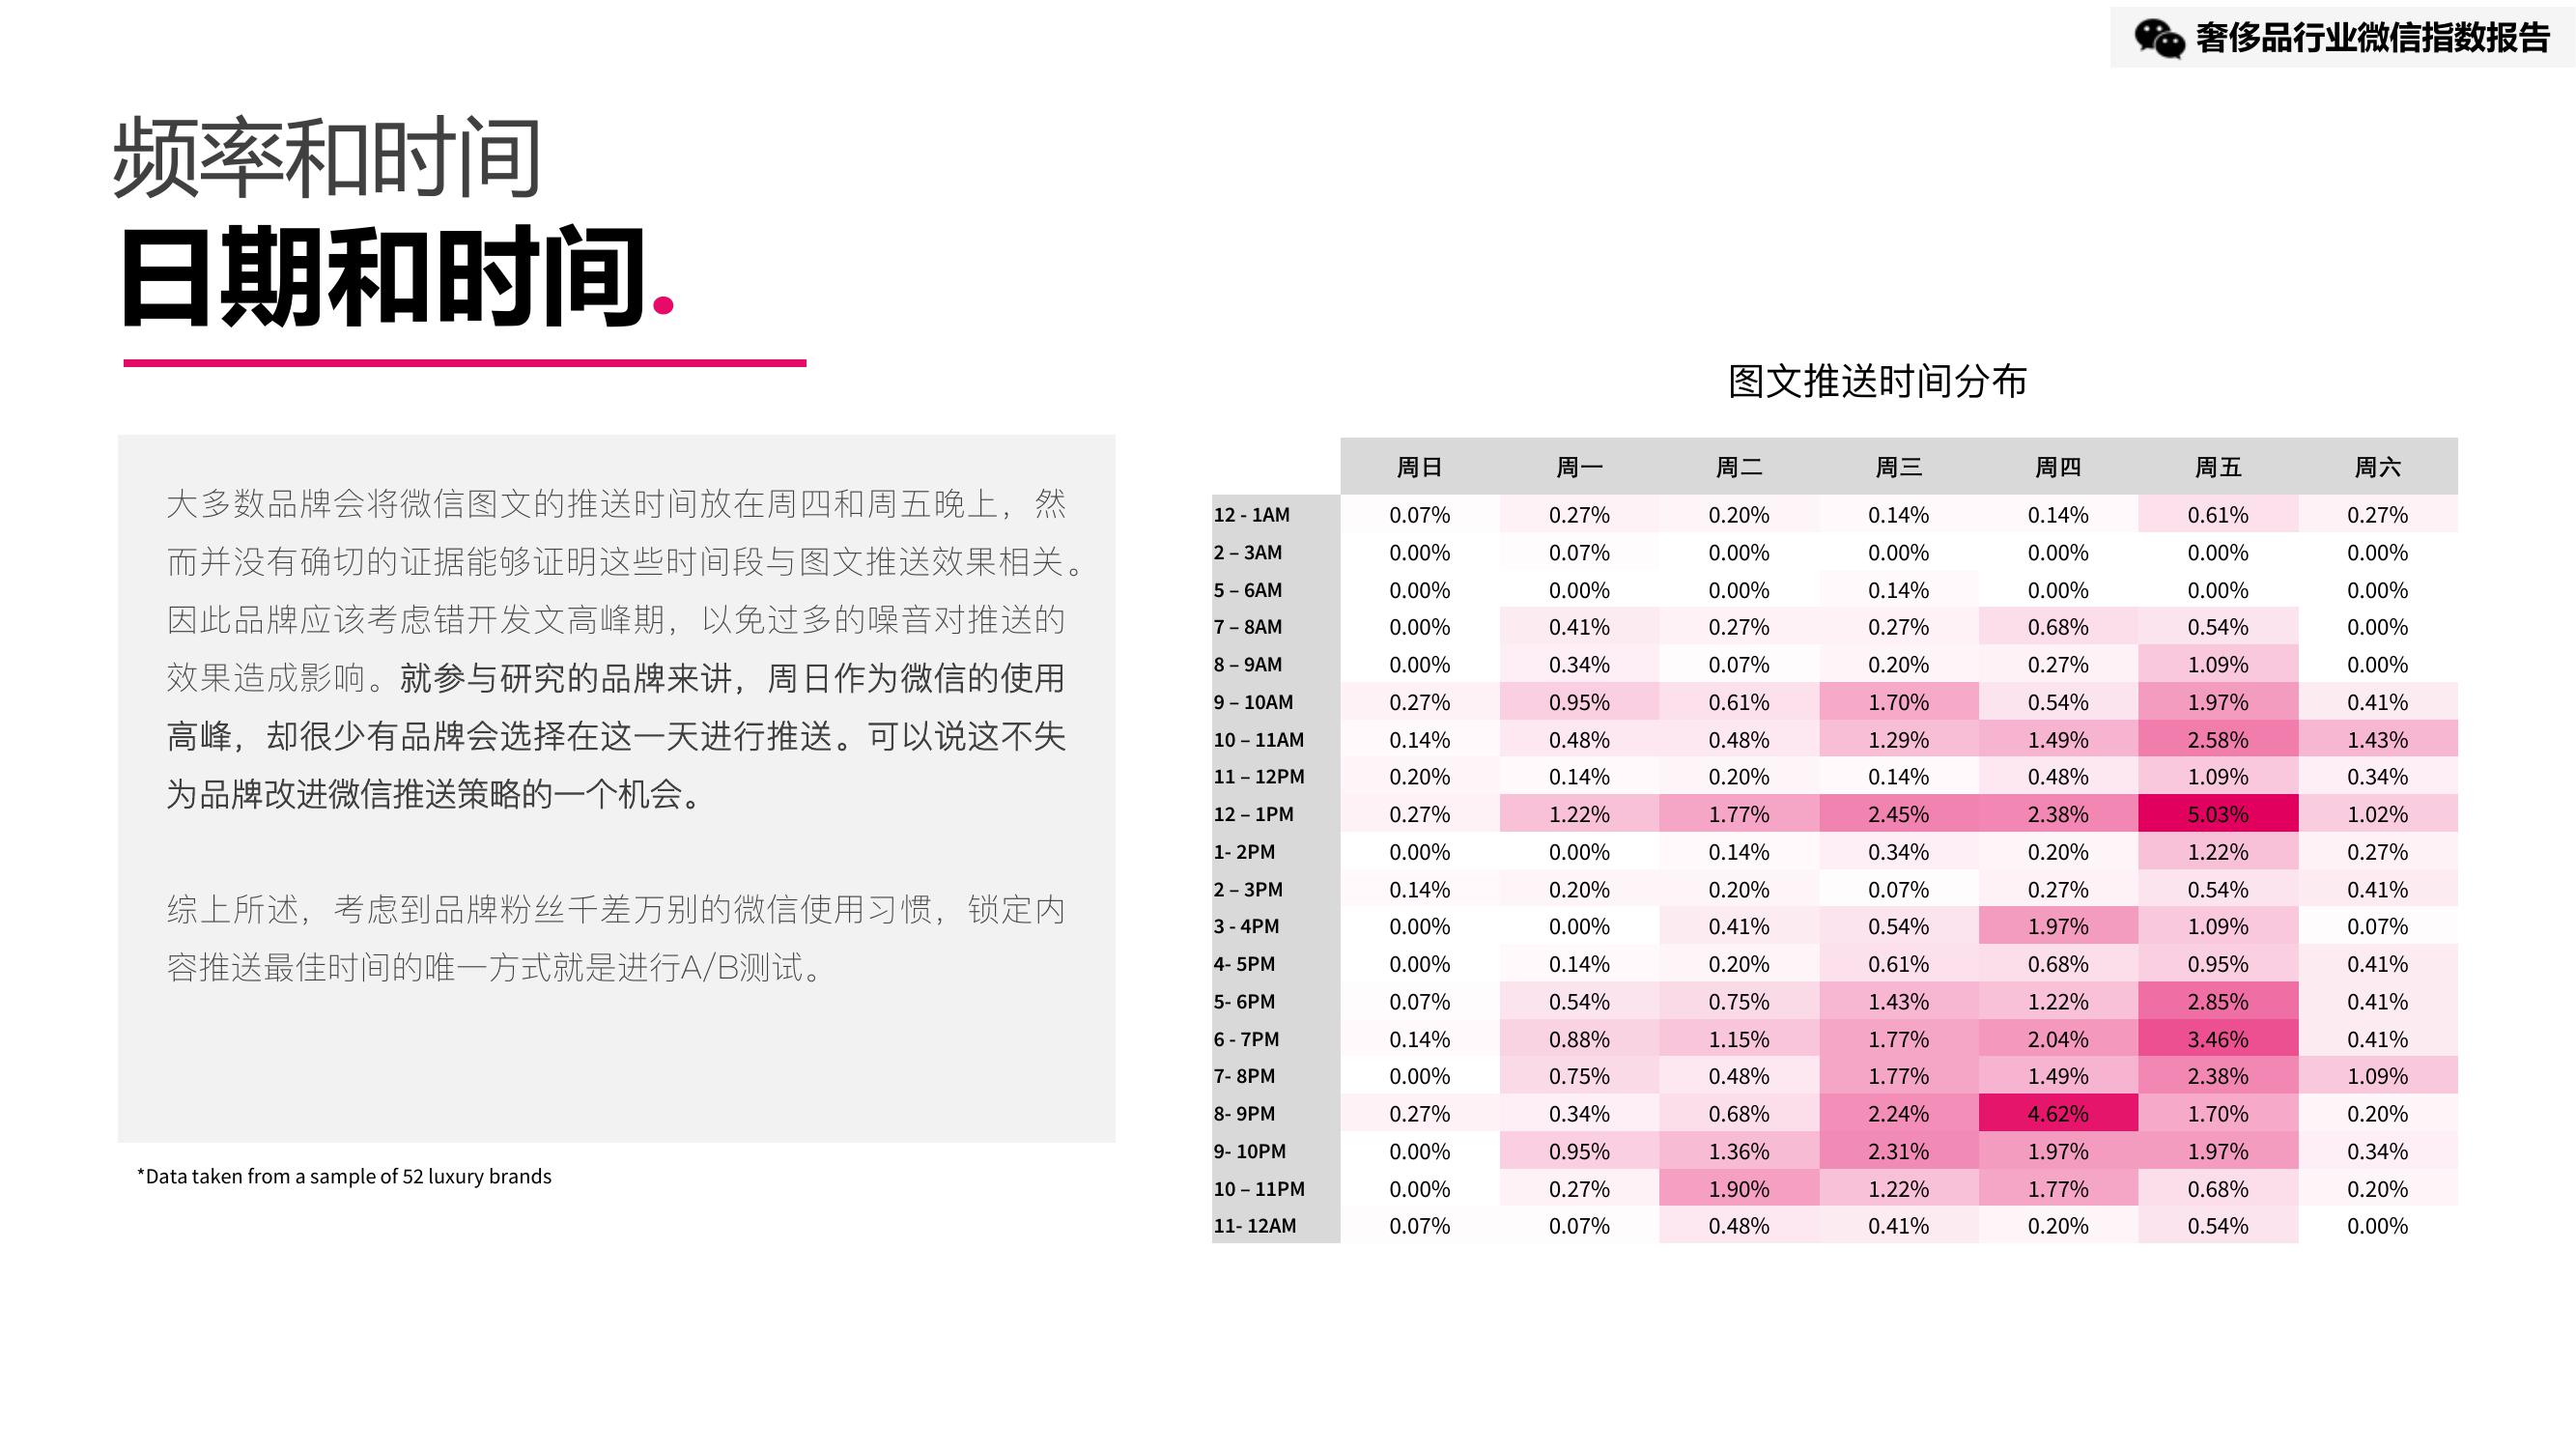 奢侈品行业微信指数报告
频率和时间
日期和时间.
大多数品牌会将微信图文的推送时间放在周四和周五晚上，然
而并没有确切的证据能够证明这些时间段与图文推送效果相关。
因此品牌应该考虑错开发文高峰期，以免过多的噪音对推送的
效果造成影响。就参与研究的品牌来讲，周日作为微信的使用
高峰，却很少有品牌会选择在这一天进行推送。可以说这不失
为品牌改进微信推送策略的一个机会。
综上所述，考虑到品牌粉丝千差万别的微信使用习惯，锁定内
容推送最佳时间的唯一方式就是进行A/B测试。
*Data taken from a sample of 52 luxury brands
图文推送时间分布
周日 周一 周二 周三 周四 周五 周六
12 - 1AM 0.07% 0.27% 0.20% 0.14% 0.14% 0.61% 0.27%
2 – 3AM 0.00% 0.07% 0.00% 0.00% 0.00% 0.00% 0.00%
5 – 6AM 0.00% 0.00% 0.00% 0.14% 0.00% 0.00% 0.00%
7 – 8AM 0.00% 0.41% 0.27% 0.27% 0.68% 0.54% 0.00%
8 – 9AM 0.00% 0.34% 0.07% 0.20% 0.27% 1.09% 0.00%
9 – 10AM 0.27% 0.95% 0.61% 1.70% 0.54% 1.97% 0.41%
10 – 11AM 0.14% 0.48% 0.48% 1.29% 1.49% 2.58% 1.43%
11 – 12PM 0.20% 0.14% 0.20% 0.14% 0.48% 1.09% 0.34%
12 – 1PM 0.27% 1.22% 1.77% 2.45% 2.38% 5.03% 1.02%
1- 2PM 0.00% 0.00% 0.14% 0.34% 0.20% 1.22% 0.27%
2 – 3PM 0.14% 0.20% 0.20% 0.07% 0.27% 0.54% 0.41%
3 - 4PM 0.00% 0.00% 0.41% 0.54% 1.97% 1.09% 0.07%
4- 5PM 0.00% 0.14% 0.20% 0.61% 0.68% 0.95% 0.41%
5- 6PM 0.07% 0.54% 0.75% 1.43% 1.22% 2.85% 0.41%
6 - 7PM 0.14% 0.88% 1.15% 1.77% 2.04% 3.46% 0.41%
7- 8PM 0.00% 0.75% 0.48% 1.77% 1.49% 2.38% 1.09%
8- 9PM 0.27% 0.34% 0.68% 2.24% 4.62% 1.70% 0.20%
9- 10PM 0.00% 0.95% 1.36% 2.31% 1.97% 1.97% 0.34%
10 – 11PM 0.00% 0.27% 1.90% 1.22% 1.77% 0.68% 0.20%
11- 12AM 0.07% 0.07% 0.48% 0.41% 0.20% 0.54% 0.00%